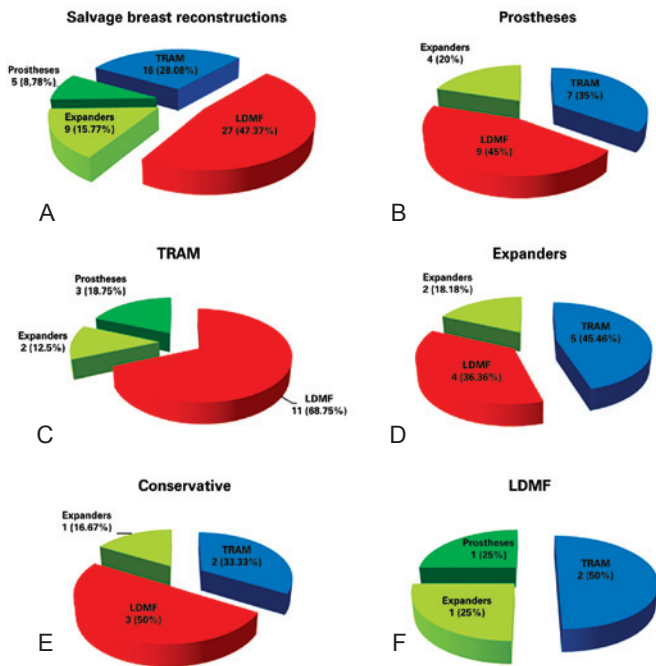 Salvage breast reconstructions
TRAM
16 (28.08%)
Prostheses
5 (8,78%)
Expanders
9 (15.77%)
LDMF
27 (47.37%)
A
Prostheses
Expanders
4 (20%)
TRAM
7 (35%)
LDMF
9 (45%)
B
TRAM
Prostheses
3 (18.75%)
Expanders
2 (12.5%)
LDMF
11 (68.75%)
C
Expanders
Expanders
2 (18.18%)
TRAM
5 (45.46%)
LDMF
4 (36.36%)
D
Conservative
Expanders
1 (16.67%)
TRAM
2 (33.33%)
LDMF
3 (50%)
E
LDMF
Prostheses
1 (25%)
TRAM
2 (50%)
Expanders
1 (25%)
F